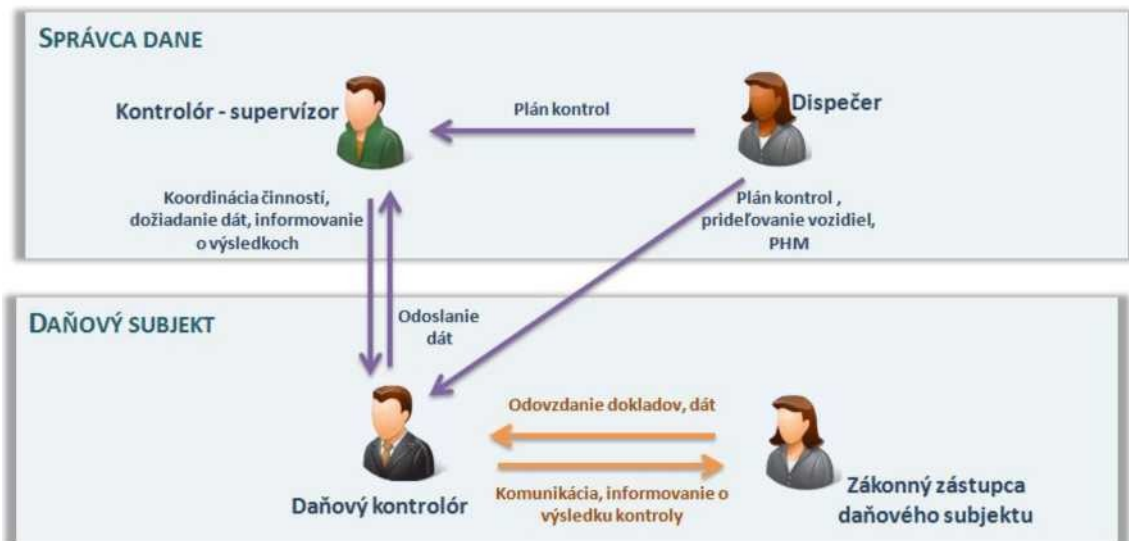 SPRÁVCA DANE
Kontrolór - supervízor
Plán kontrol
Dispečer
Koordinácia činností,
dožiadanie dát, informovanie
o výsledkoch
Plán kontrol ,
prideľovanie vozidiel,
PHM
DAŇOVÝ SUBJEKT
Odoslanie
dát
Odovzdanie dokladov, dát
Daňový kontrolór
Komunikácia, informovanie o
výsledku kontroly
Zákonný zástupca
daňového subjektu